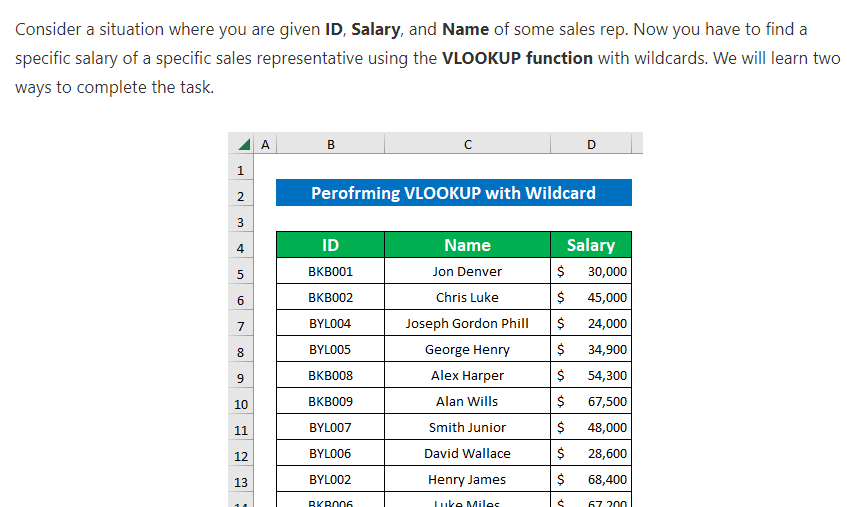 Consider a situation where you are given ID, Salary, and Name of some sales rep. Now you have to find a
specific salary of a specific sales representative using the VLOOKUP function with wildcards. We will learn two
ways to complete the task.
A B C D
1
2 Perofrming VLOOKUP with Wildcard
3
4 ID Name Salary
5 BKB001 Jon Denver $ 30,000
6 BKB002 Chris Luke $ 45,000
7 BYL004 Joseph Gordon Phill $ 24,000
8 BYL005 George Henry $ 34,900
9 BKB008 Alex Harper $ 54,300
10 BKB009 Alan Wills $ 67,500
11 BYL007 Smith Junior $ 48,000
12 BYL006 David Wallace $ 28,600
13 BYL002 Henry James $ 68,400
14 BKB006 Luke Miles $ 67,200